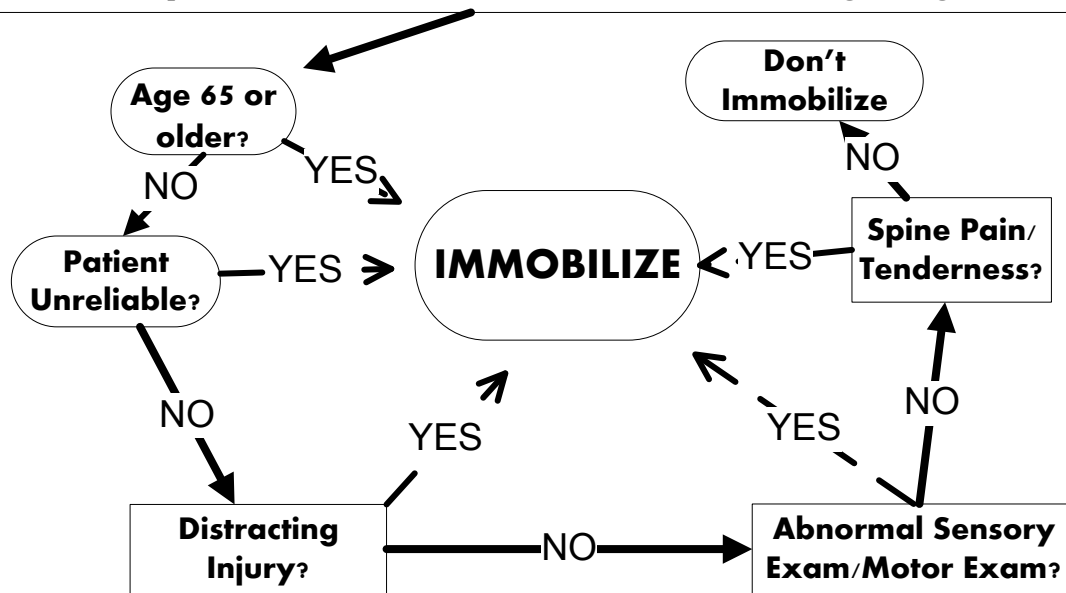 Age 65 or
older?
YES
NO
Patient
Unreliable?
YES
NO
Distracting
Injury?
YES
NO
Abnormal Sensory
Exam/Motor Exam?
YES
NO
Spine Pain/
Tenderness?
YES
NO
Don't
Immobilize
IMMOBILIZE